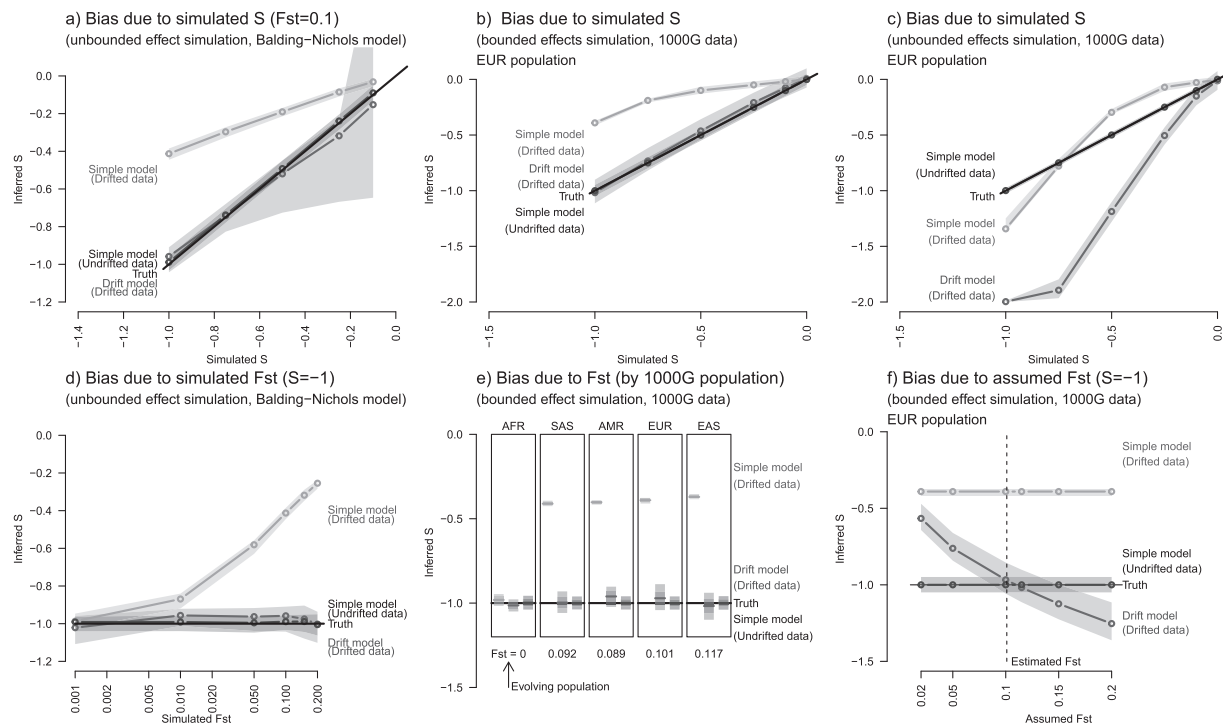 a) Bias due to simulated S (Fst=0.1)
(unbounded effect simulation, Balding−Nichols model)
0.0
−0.2
−0.4
−0.6
−0.8
−1.0
−1.2
Inferred S
Simple model
(Drifted data)
Simple model
(Undrifted data)
Truth
Drift model
(Drifted data)
−1.4
−1.2
−1.0
−0.8
−0.6
−0.4
−0.2
0.0
Simulated S
b) Bias due to simulated S
(bounded effects simulation, 1000G data)
EUR population
0.0
−0.5
−1.0
−1.5
−2.0
Inferred S
Simple model
(Drifted data)
Drift model
(Drifted data)
Truth
Simple model
(Undrifted data)
−1.5
−1.0
−0.5
0.0
Simulated S
c) Bias due to simulated S
(unbounded effects simulation, 1000G data)
EUR population
0.0
−0.5
−1.0
−1.5
−2.0
Inferred S
Simple model
(Undrifted data)
Truth
Simple model
(Drifted data)
Drift model
(Drifted data)
−1.5
−1.0
−0.5
0.0
Simulated S
d) Bias due to simulated Fst (S=−1)
(unbounded effect simulation, Balding−Nichols model)
0.0
−0.2
−0.4
−0.6
−0.8
−1.0
−1.2
Inferred S
Simple model
(Drifted data)
Simple model
(Undrifted data)
Truth
Drift model
(Drifted data)
0.001
0.002
0.005
0.010
0.020
0.050
0.100
0.200
Simulated Fst
e) Bias due to Fst (by 1000G population)
(bounded effect simulation, 1000G data)
AFR SAS AMR EUR EAS
0.0
−0.5
−1.0
−1.5
Inferred S
Simple model
(Drifted data)
Drift model
(Drifted data)
Truth
Simple model
(Undrifted data)
Fst = 0 0.092 0.089 0.101 0.117
Evolving population
f) Bias due to assumed Fst (S=−1)
(bounded effect simulation, 1000G data)
EUR population
0.0
−0.5
−1.0
−1.5
Inferred S
Simple model
(Drifted data)
Simple model
(Undrifted data)
Truth
Drift model
(Drifted data)
Estimated Fst
0.02
0.05
0.1
0.15
0.2
Assumed Fst